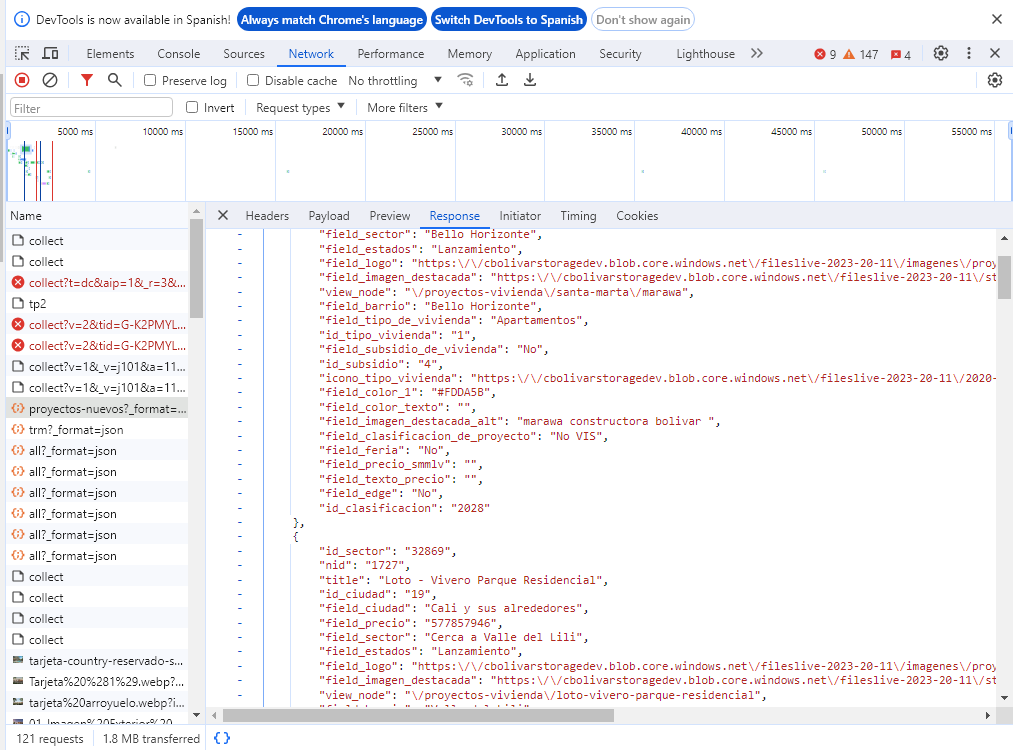 DevTools is now available in Spanish! Always match Chrome's language Switch DevTools to Spanish Don't show again
Elements Console Sources Network Performance Memory Application Security Lighthouse 9 147 4
Preserve log Disable cache No throttling
Filter Invert Request types More filters
5000 ms 10000 ms 15000 ms 20000 ms 25000 ms 30000 ms 35000 ms 40000 ms 45000 ms 50000 ms 55000 ms
Name
collect
collect
collect?t=dc&aip=1&_r=3&...
tp2
collect?v=2&tid=G-K2PMYL...
collect?v=2&tid=G-K2PMYL...
collect?v=1&_v=j101&a=11...
collect?v=1&_v=j101&a=11...
proyectos-nuevos?_format=...
trm?_format=json
all?_format=json
all?_format=json
all?_format=json
all?_format=json
all?_format=json
all?_format=json
collect
collect
collect
collect
tarjeta-country-reservado-s...
Tarjeta%20%281%29.webp?...
tarjeta%20arroyuelo.webp?i...
01_Imagen%20Exterior%20...
Headers Payload Preview Response Initiator Timing Cookies
"field_sector": "Bello Horizonte",
"field_estados": "Lanzamiento",
"field_logo": "https:\/\/cbolivarstoragedev.blob.core.windows.net\/fileslive-2023-20-11\/imagenes\/proy
"field_imagen_destacada": "https:\/\/cbolivarstoragedev.blob.core.windows.net\/fileslive-2023-20-11\/st
"view_node": "\/proyectos-vivienda\/santa-marta\/marawa",
"field_barrio": "Bello Horizonte",
"field_tipo_de_vivienda": "Apartamentos",
"id_tipo_vivienda": "1",
"field_subsidio_de_vivienda": "No",
"id_subsidio": "4",
"icono_tipo_vivienda": "https:\/\/cbolivarstoragedev.blob.core.windows.net\/fileslive-2023-20-11\/2020-
"field_color_1": "#FDDA5B",
"field_color_texto": "",
"field_imagen_destacada_alt": "marawa constructora bolivar ",
"field_clasificacion_de_proyecto": "No VIS",
"field_feria": "No",
"field_precio_smmlv": "",
"field_texto_precio": "",
"field_edge": "No",
"id_clasificacion": "2028"
},
{
"id_sector": "32869",
"nid": "1727",
"title": "Loto - Vivero Parque Residencial",
"id_ciudad": "19",
"field_ciudad": "Cali y sus alrededores",
"field_precio": "577857946",
"field_sector": "Cerca a Valle del Lili",
"field_estados": "Lanzamiento",
"field_logo": "https:\/\/cbolivarstoragedev.blob.core.windows.net\/fileslive-2023-20-11\/imagenes\/proy
"field_imagen_destacada": "https:\/\/cbolivarstoragedev.blob.core.windows.net\/fileslive-2023-20-11\/st
"view_node": "\/proyectos-vivienda\/loto-vivero-parque-residencial",
121 requests 1.8 MB transferred { }